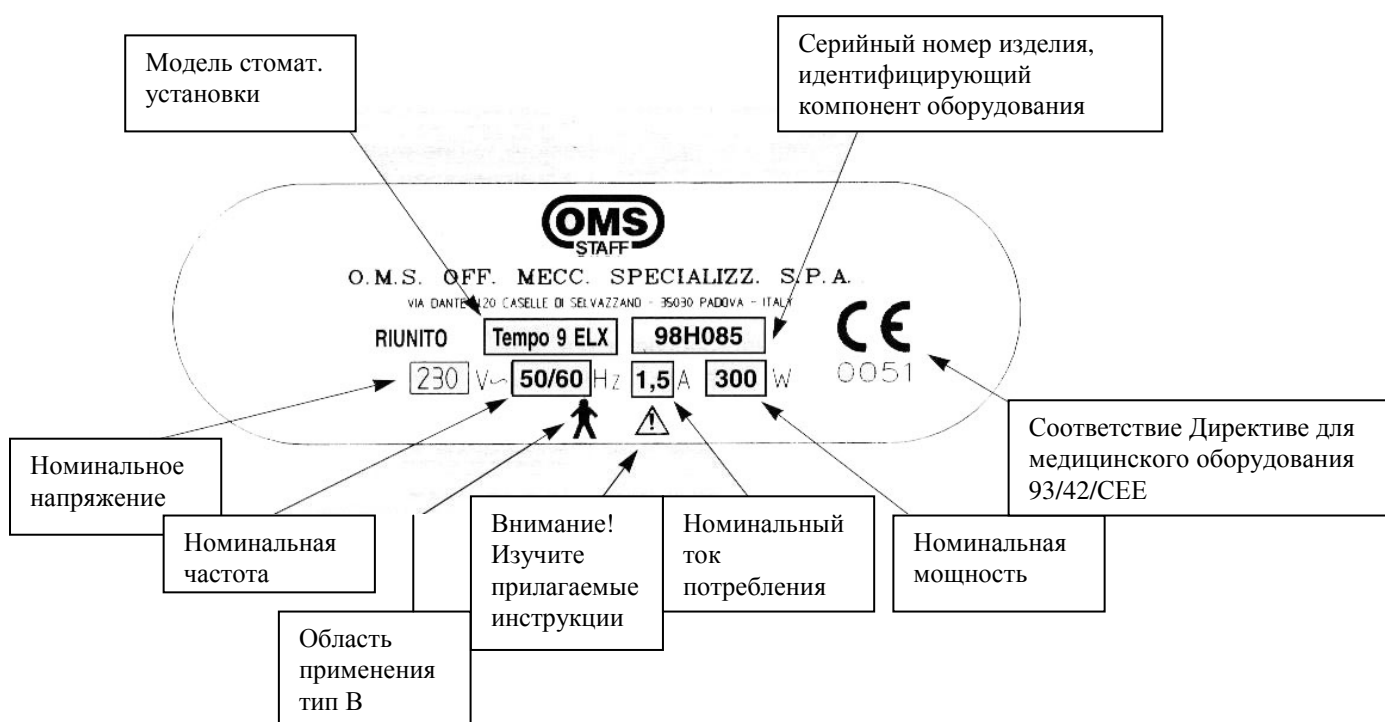 Модель стомат.
установки
Серийный номер изделия,
идентифицирующий
компонент оборудования
OMS
STAFF
O.M.S. OFF. MECC. SPECIALIZZ. S.P.A.
VIA DANTE 120 CASELLE DI SELVAZZANO - 35030 PADOVA - ITALY
RIUNITO Tempo 9 ELX 98H085
230 V~ 50/60 Hz 1,5 A 300 W
CE
0051
Номинальное
напряжение
Номинальная
частота
Область
применения
тип В
Внимание!
Изучите
прилагаемые
инструкции
Номинальный
ток
потребления
Номинальная
мощность
Соответствие Директиве для
медицинского оборудования
93/42/CEE